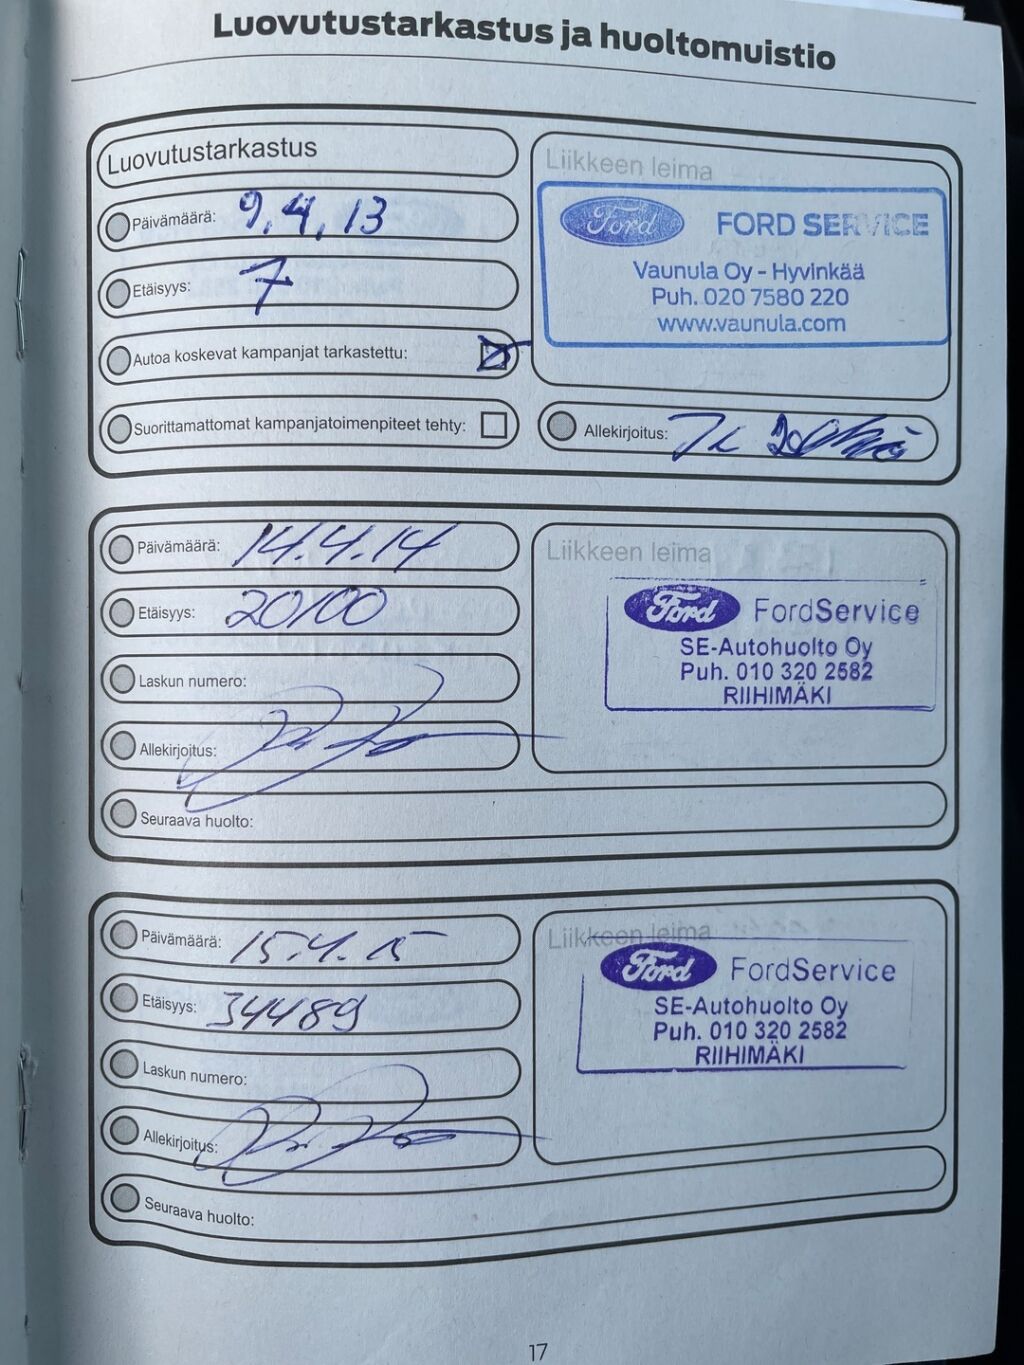 Luovutustarkastus ja huoltomuistio
Luovutustarkastus
Päivämäärä: 9.4.13
Etäisyys: 7
Autoa koskevat kampanjat tarkastettu:
Suorittamattomat kampanjatoimenpiteet tehty:
Liikkeen leima
Ford FORD SERVICE
Vaunula Oy - Hyvinkää
Puh. 020 7580 220
www.vaunula.com
Allekirjoitus:
Päivämäärä: 14.4.14
Etäisyys: 20100
Laskun numero:
Allekirjoitus:
Seuraava huolto:
Liikkeen leima
Ford FordService
SE-Autohuolto Oy
Puh. 010 320 2582
RIIHIMÄKI
Päivämäärä: 15.4.15
Etäisyys: 34489
Laskun numero:
Allekirjoitus:
Seuraava huolto:
Liikkeen leima
Ford FordService
SE-Autohuolto Oy
Puh. 010 320 2582
RIIHIMÄKI
17